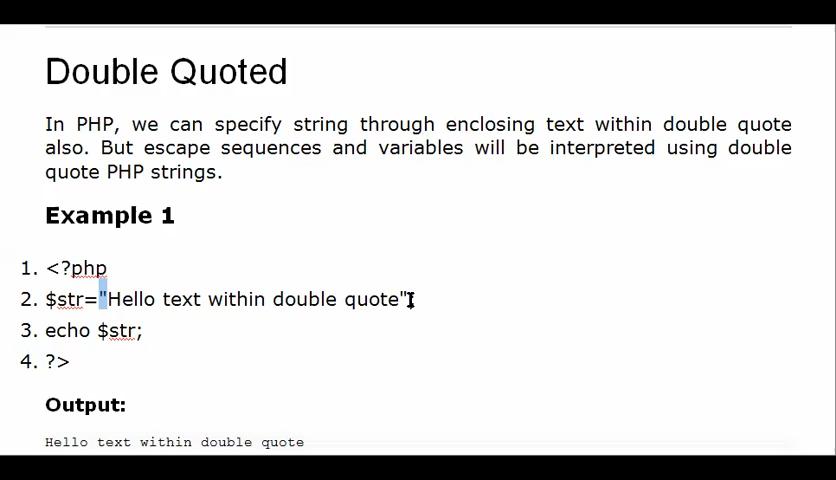 Double Quoted
In PHP, we can specify string through enclosing text within double quote
also. But escape sequences and variables will be interpreted using double
quote PHP strings.
Example 1
1. <?php
2. $str="Hello text within double quote"
3. echo $str;
4. ?>
Output:
Hello text within double quote